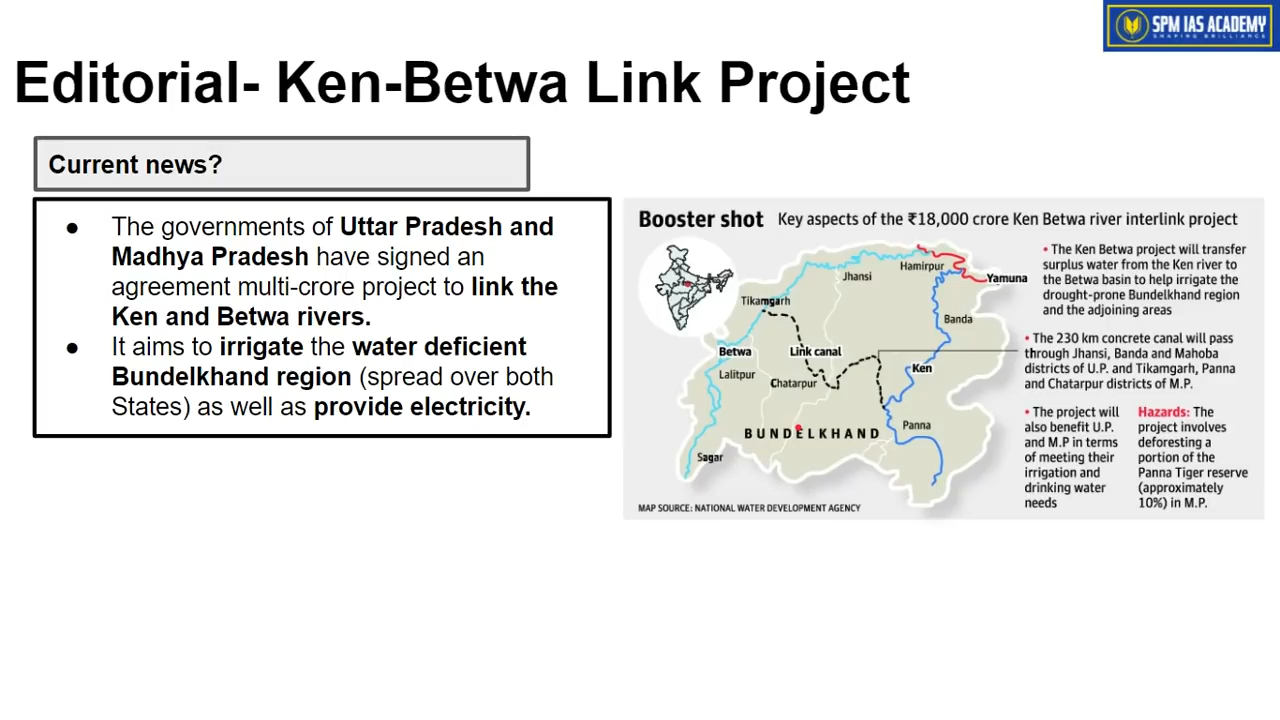 SPM IAS ACADEMY
SHAPING BRILLIANCE
Editorial- Ken-Betwa Link Project
Current news?
● The governments of Uttar Pradesh and
Madhya Pradesh have signed an
agreement multi-crore project to link the
Ken and Betwa rivers.
● It aims to irrigate the water deficient
Bundelkhand region (spread over both
States) as well as provide electricity.
Booster shot Key aspects of the ₹18,000 crore Ken Betwa river interlink project
Hamirpur
Jhansi
Yamuna
Tikamgarh
Banda
Betwa
Link canal
Ken
Lalitpur
Chatarpur
Panna
BUNDELKHAND
Sagar
MAP SOURCE: NATIONAL WATER DEVELOPMENT AGENCY
• The Ken Betwa project will transfer
surplus water from the Ken river to
the Betwa basin to help irrigate the
drought-prone Bundelkhand region
and the adjoining areas
• The 230 km concrete canal will pass
through Jhansi, Banda and Mahoba
districts of U.P. and Tikamgarh, Panna
and Chatarpur districts of M.P.
• The project will
also benefit U.P.
and M.P in terms
of meeting their
irrigation and
drinking water
needs
Hazards: The
project involves
deforesting a
portion of the
Panna Tiger reserve
(approximately
10%) in M.P.